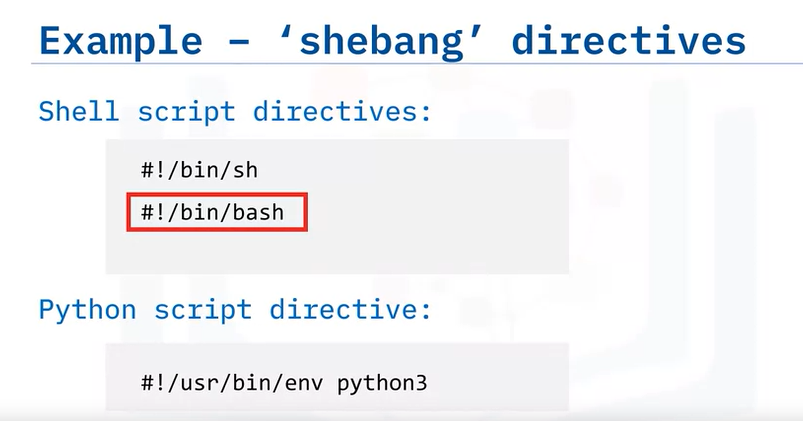 Example – ‘shebang’ directives
Shell script directives:
#!/bin/sh
#!/bin/bash
Python script directive:
#!/usr/bin/env python3